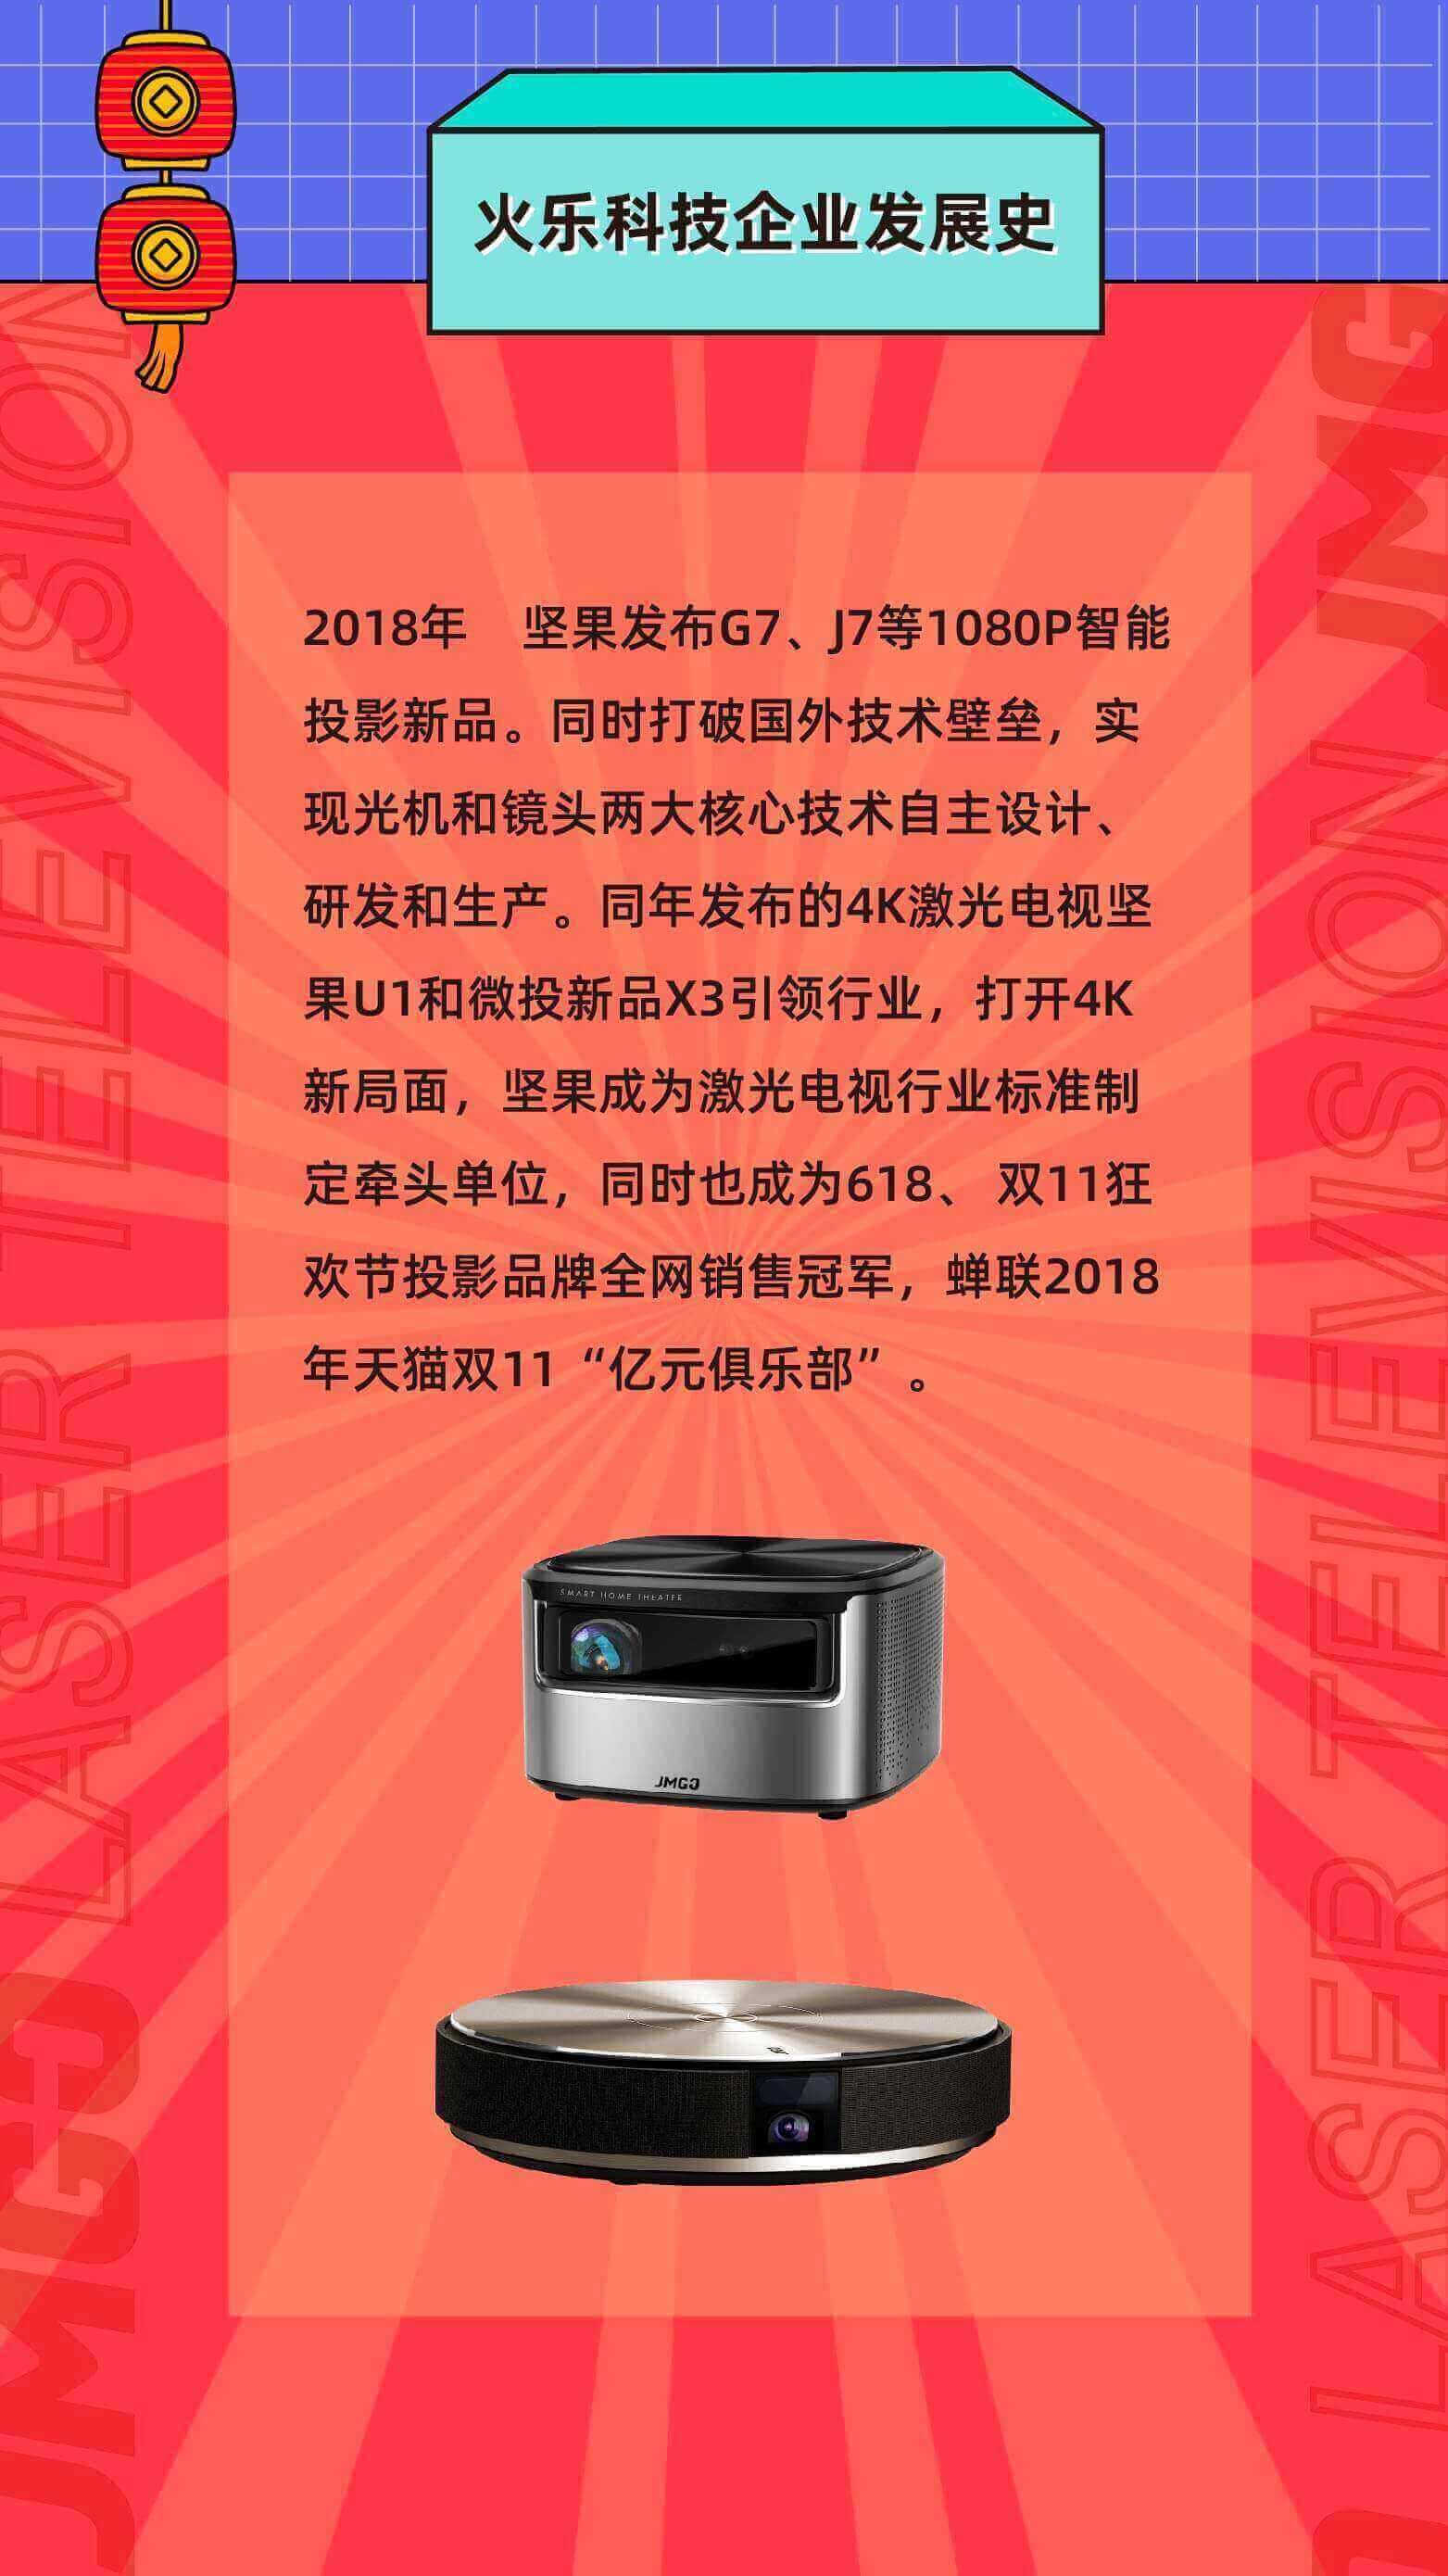 火乐科技企业发展史
2018年 坚果发布G7、J7等1080P智能
投影新品。同时打破国外技术壁垒，实
现光机和镜头两大核心技术自主设计、
研发和生产。同年发布的4K激光电视坚
果U1和微投新品X3引领行业，打开4K
新局面，坚果成为激光电视行业标准制
定牵头单位，同时也成为618、 双11狂
欢节投影品牌全网销售冠军，蝉联2018
年天猫双11“亿元俱乐部”。
SMART HOME THEATER
JMGO
JMGO LASER TELEVISION
JMGO LASER TELEVISION